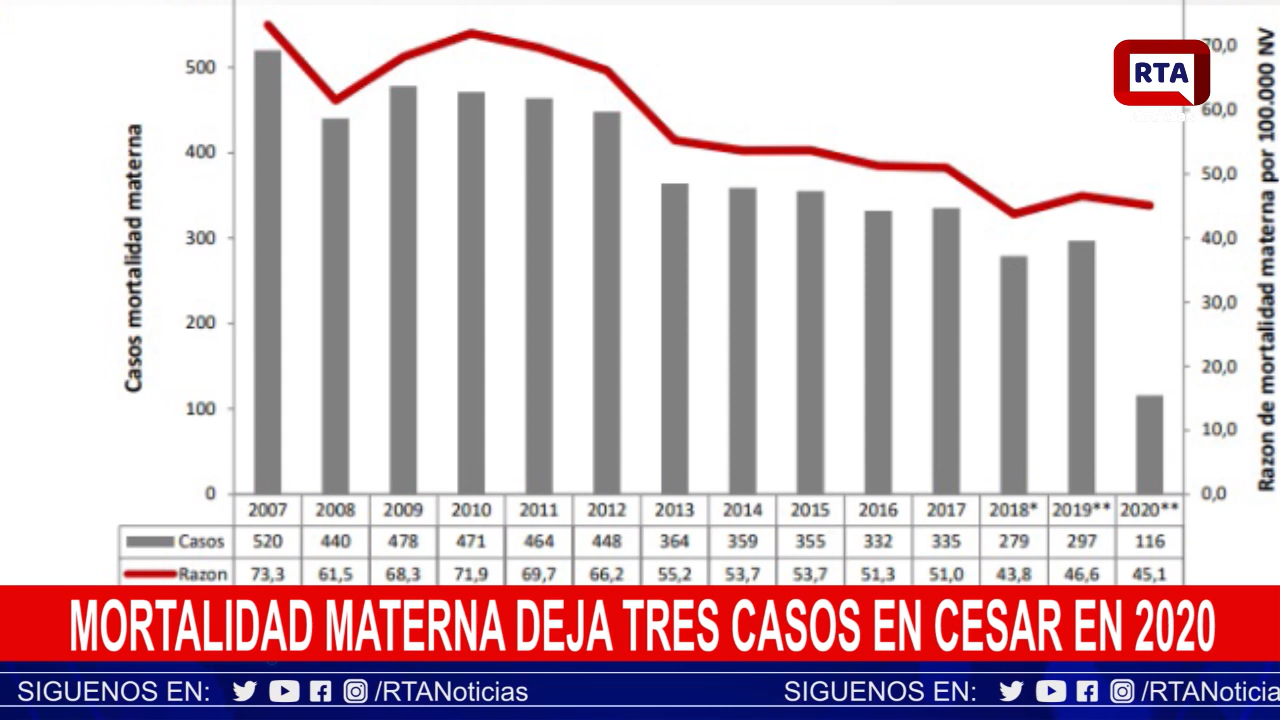 Casos mortalidad materna
500
400
300
200
100
0
70,0
60,0
50,0
40,0
30,0
20,0
10,0
0,0
Razon de mortalidad materna por 100.000 NV
RTA
2007 2008 2009 2010 2011 2012 2013 2014 2015 2016 2017 2018* 2019** 2020**
Casos 520 440 478 471 464 448 364 359 355 332 335 279 297 116
Razon 73,3 61,5 68,3 71,9 69,7 66,2 55,2 53,7 53,7 51,3 51,0 43,8 46,6 45,1
MORTALIDAD MATERNA DEJA TRES CASOS EN CESAR EN 2020
SIGUENOS EN: /RTANoticias SIGUENOS EN: /RTANoticia